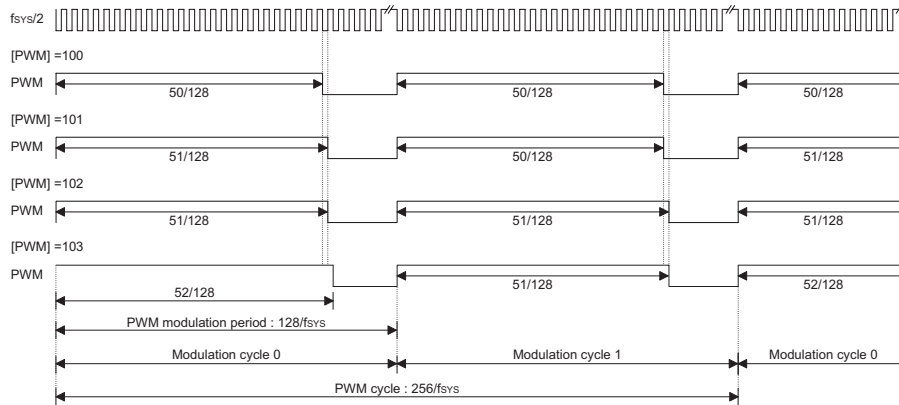 fSYS/2
[PWM] =100
PWM
50/128 50/128 50/128
[PWM] =101
PWM
51/128 50/128 51/128
[PWM] =102
PWM
51/128 51/128 51/128
[PWM] =103
PWM
52/128 51/128 52/128
PWM modulation period : 128/fSYS
Modulation cycle 0 Modulation cycle 1 Modulation cycle 0
PWM cycle : 256/fSYS